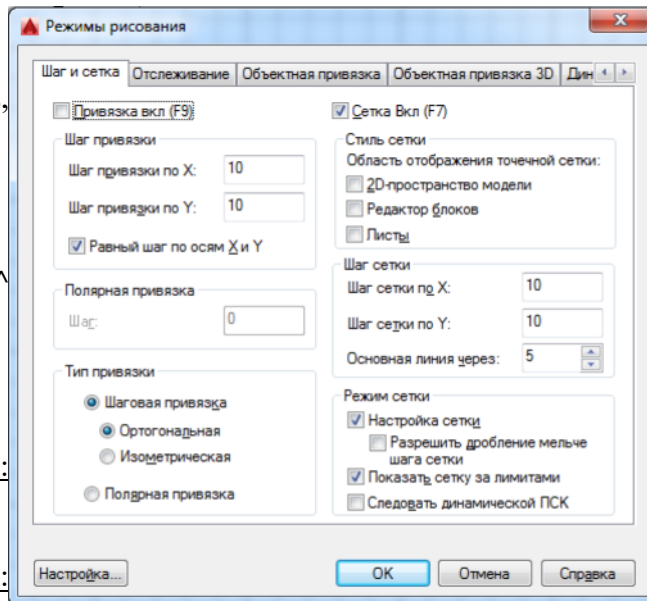 Режимы рисования
Шаг и сетка Отслеживание Объектная привязка Объектная привязка 3D Дин
Привязка вкл (F9)
Шаг привязки
Шаг привязки по X: 10
Шаг привязки по Y: 10
Равный шаг по осям X и Y
Полярная привязка
Шаг: 0
Тип привязки
Шаговая привязка
Ортогональная
Изометрическая
Полярная привязка
Сетка Вкл (F7)
Стиль сетки
Область отображения точечной сетки:
2D-пространство модели
Редактор блоков
Листы
Шаг сетки
Шаг сетки по X: 10
Шаг сетки по Y: 10
Основная линия через: 5
Режим сетки
Настройка сетки
Разрешить дробление мельче
шага сетки
Показать сетку за лимитами
Следовать динамической ПСК
Настройка... OK Отмена Справка
,
^
:
: